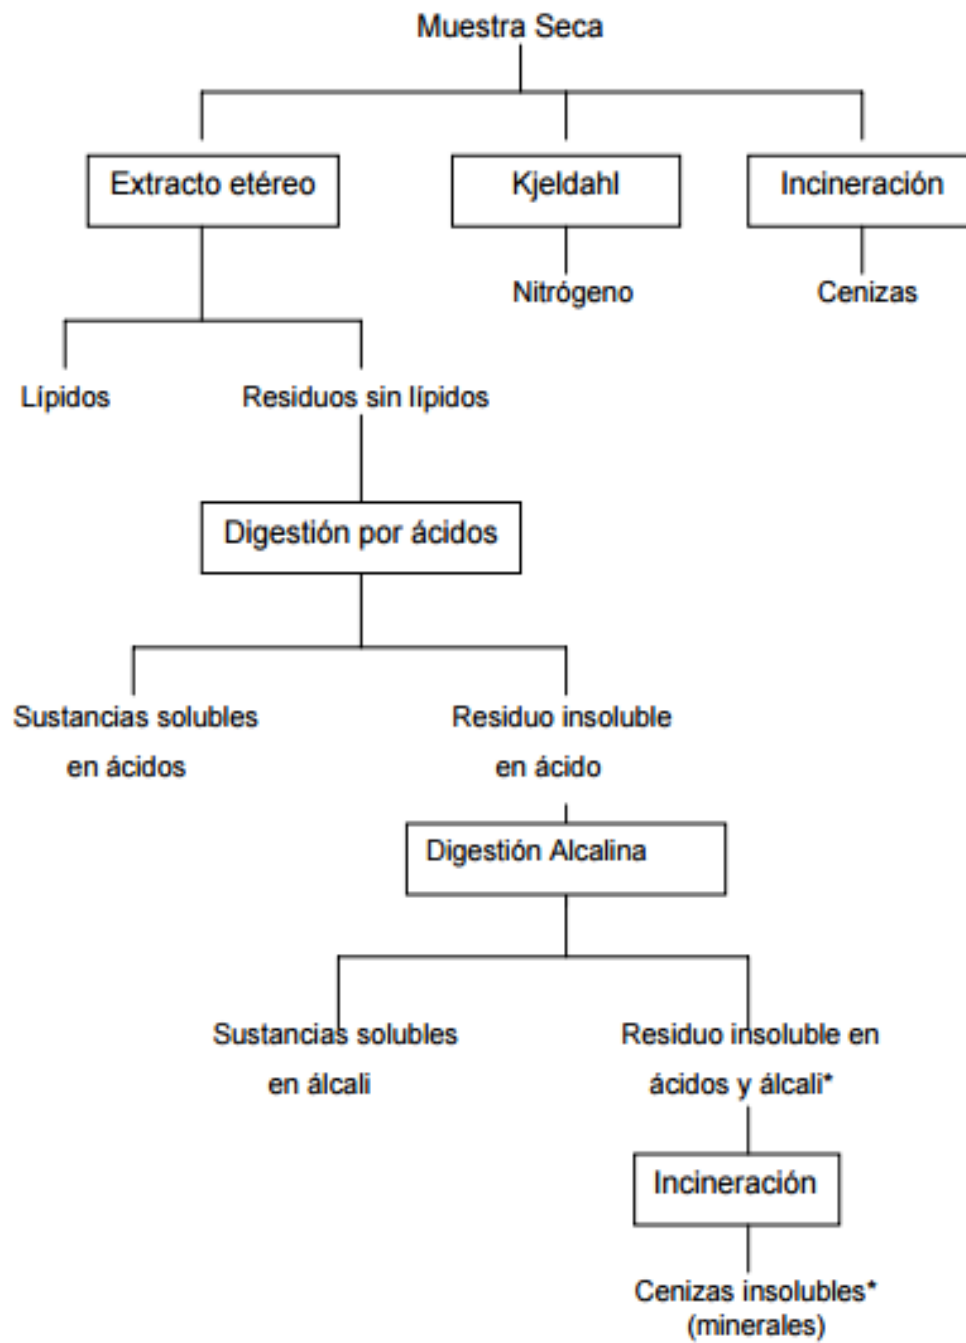 Muestra Seca
Extracto etéreo
Kjeldahl
Incineración
Nitrógeno
Cenizas
Lípidos
Residuos sin lípidos
Digestión por ácidos
Sustancias solubles
en ácidos
Residuo insoluble
en ácido
Digestión Alcalina
Sustancias solubles
en álcali
Residuo insoluble en
ácidos y álcali*
Incineración
Cenizas insolubles*
(minerales)